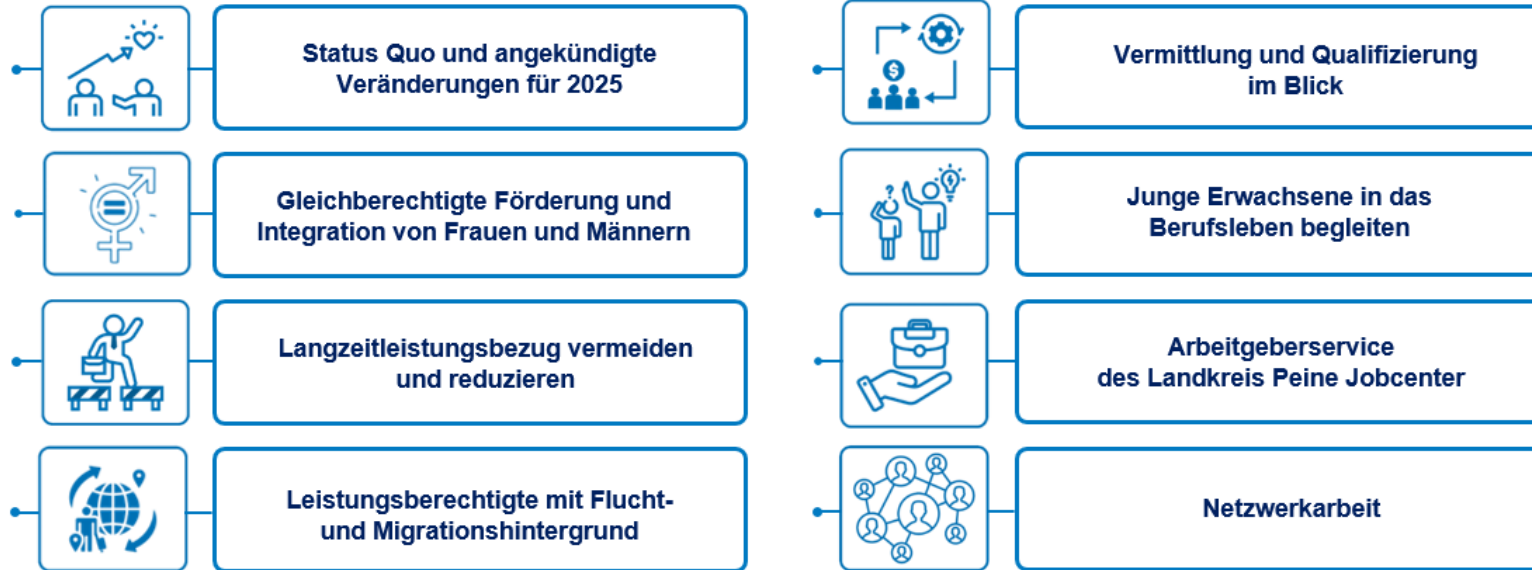 Status Quo und angekündigte
Veränderungen für 2025
Gleichberechtigte Förderung und
Integration von Frauen und Männern
Langzeitleistungsbezug vermeiden
und reduzieren
Leistungsberechtigte mit Flucht-
und Migrationshintergrund
Vermittlung und Qualifizierung
im Blick
Junge Erwachsene in das
Berufsleben begleiten
Arbeitgeberservice
des Landkreis Peine Jobcenter
Netzwerkarbeit